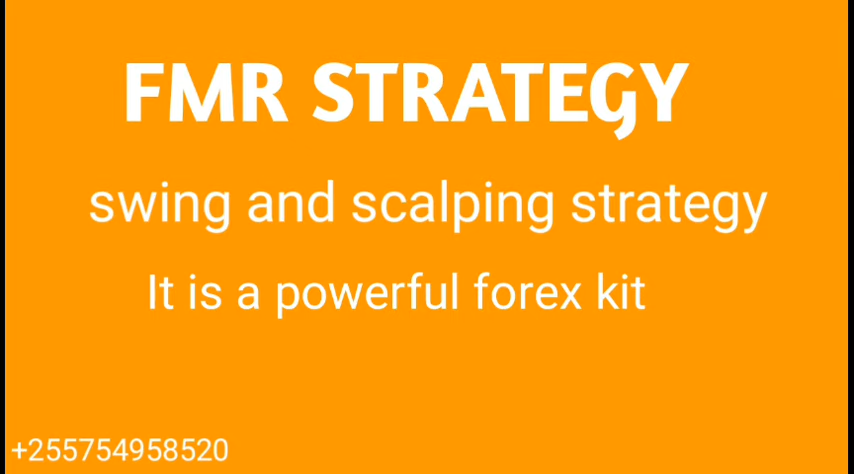 FMR STRATEGY
swing and scalping strategy
It is a powerful forex kit
+255754958520